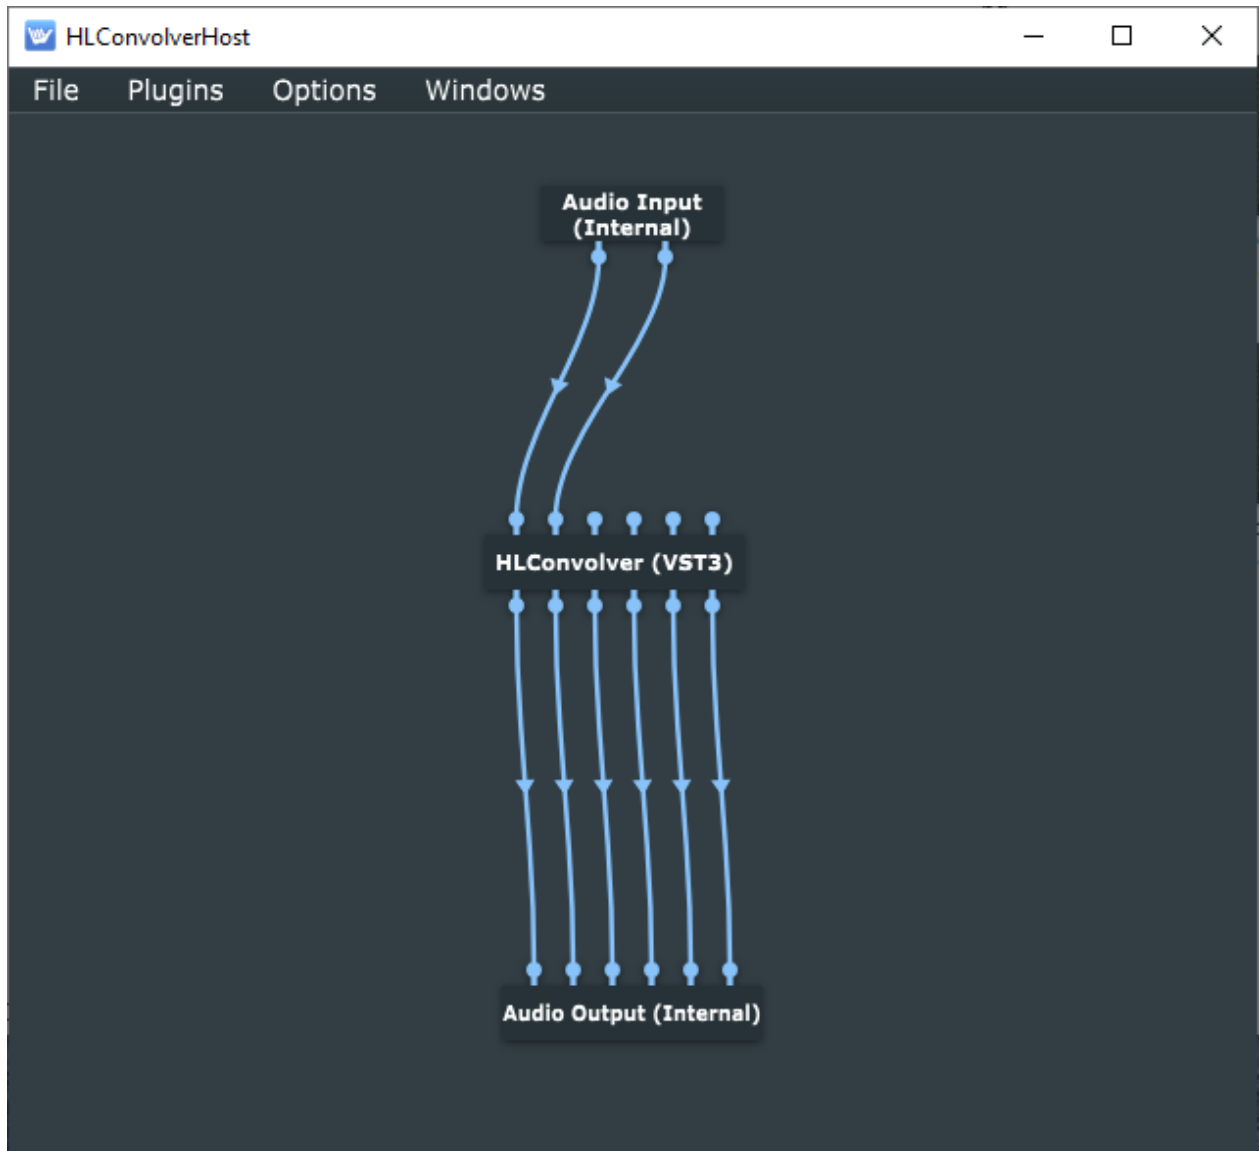 HLConvolverHost
File Plugins Options Windows
Audio Input
(Internal)
HLConvolver (VST3)
Audio Output (Internal)